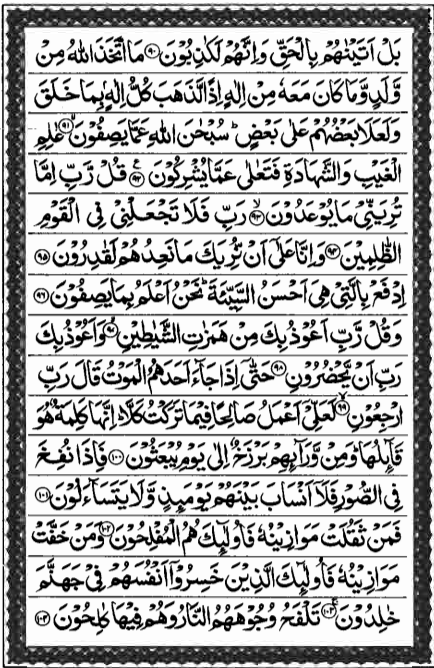 بَلْ اَتَيْنٰهُمْ بِالْحَقِّ وَاِنَّهُمْ لَكٰذِبُوْنَ ﴿۹۰﴾ مَا اتَّخَذَ اللّٰهُ مِنْ
وَّلَدٍ وَّمَا كَانَ مَعَهٗ مِنْ اِلٰهٍ اِذًا لَّذَهَبَ كُلُّ اِلٰهٍۭ بِمَا خَلَقَ
وَلَعَلَا بَعْضُهُمْ عَلٰى بَعْضٍ ؕ سُبْحٰنَ اللّٰهِ عَمَّا يَصِفُوْنَ ﴿۹۱﴾ عٰلِمِ
الْغَيْبِ وَالشَّهَادَةِ فَتَعٰلٰى عَمَّا يُشْرِكُوْنَ ﴿۹۲﴾ قُلْ رَّبِّ اِمَّا
تُرِيَنِّيْ مَا يُوْعَدُوْنَ ﴿۹۳﴾ رَبِّ فَلَا تَجْعَلْنِيْ فِي الْقَوْمِ
الظّٰلِمِيْنَ ﴿۹۴﴾ وَاِنَّا عَلٰٓى اَنْ نُّرِيَكَ مَا نَعِدُهُمْ لَقٰدِرُوْنَ ﴿۹۵﴾
اِدْفَعْ بِالَّتِيْ هِيَ اَحْسَنُ السَّيِّئَةَ ؕ نَحْنُ اَعْلَمُ بِمَا يَصِفُوْنَ ﴿۹۶﴾
وَقُلْ رَّبِّ اَعُوْذُ بِكَ مِنْ هَمَزٰتِ الشَّيٰطِيْنِ ﴿۹۷﴾ وَاَعُوْذُ بِكَ
رَبِّ اَنْ يَّحْضُرُوْنِ ﴿۹۸﴾ حَتّٰٓى اِذَا جَآءَ اَحَدَهُمُ الْمَوْتُ قَالَ رَبِّ
ارْجِعُوْنِ ﴿۹۹﴾ لَعَلِّيْٓ اَعْمَلُ صَالِحًا فِيْمَا تَرَكْتُ كَلَّا ؕ اِنَّهَا كَلِمَةٌ هُوَ
قَآئِلُهَا ؕ وَمِنْ وَّرَآئِهِمْ بَرْزَخٌ اِلٰى يَوْمِ يُبْعَثُوْنَ ﴿۱۰۰﴾ فَاِذَا نُفِخَ
فِي الصُّوْرِ فَلَآ اَنْسَابَ بَيْنَهُمْ يَوْمَئِذٍ وَّلَا يَتَسَآءَلُوْنَ ﴿۱۰۱﴾
فَمَنْ ثَقُلَتْ مَوَازِيْنُهٗ فَاُولٰٓئِكَ هُمُ الْمُفْلِحُوْنَ ﴿۱۰۲﴾ وَمَنْ خَفَّتْ
مَوَازِيْنُهٗ فَاُولٰٓئِكَ الَّذِيْنَ خَسِرُوْٓا اَنْفُسَهُمْ فِيْ جَهَنَّمَ
خٰلِدُوْنَ ﴿۱۰۳﴾ تَلْفَحُ وُجُوْهَهُمُ النَّارُ وَهُمْ فِيْهَا كٰلِحُوْنَ ﴿۱۰۴﴾